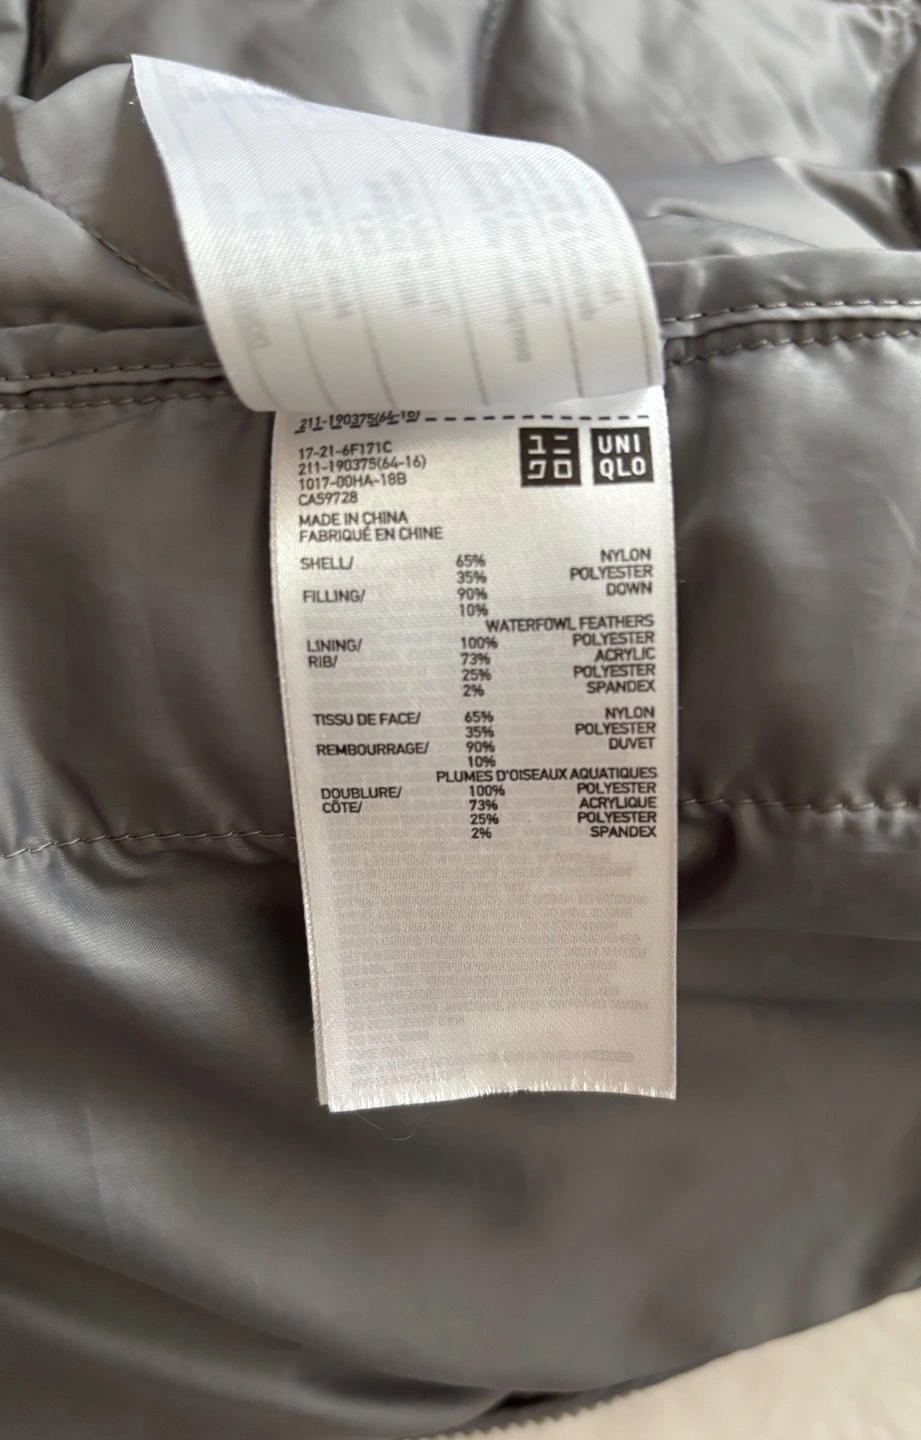 211-190375(64-16)
17-21-6F171C
211-190375(64-16)
1017-00HA-18B
CA59728
ユニ
クロ
UNI
QLO
MADE IN CHINA
FABRIQUÉ EN CHINE
SHELL/ 65% NYLON
35% POLYESTER
FILLING/ 90% DOWN
10%
WATERFOWL FEATHERS
LINING/ 100% POLYESTER
RIB/ 73% ACRYLIC
25% POLYESTER
2% SPANDEX
TISSU DE FACE/ 65% NYLON
35% POLYESTER
REMBOURRAGE/ 90% DUVET
10%
PLUMES D'OISEAUX AQUATIQUES
DOUBLURE/ 100% POLYESTER
CÔTE/ 73% ACRYLIQUE
25% POLYESTER
2% SPANDEX